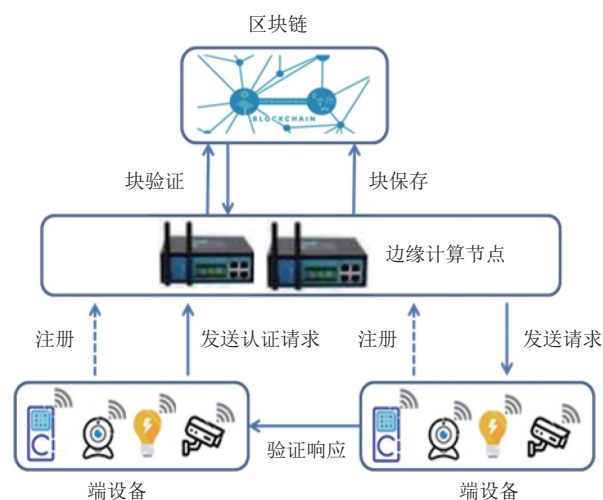 区块链
BLOCKCHAIN
块验证
块保存
边缘计算节点
注册
发送认证请求
注册
发送请求
验证响应
端设备
端设备